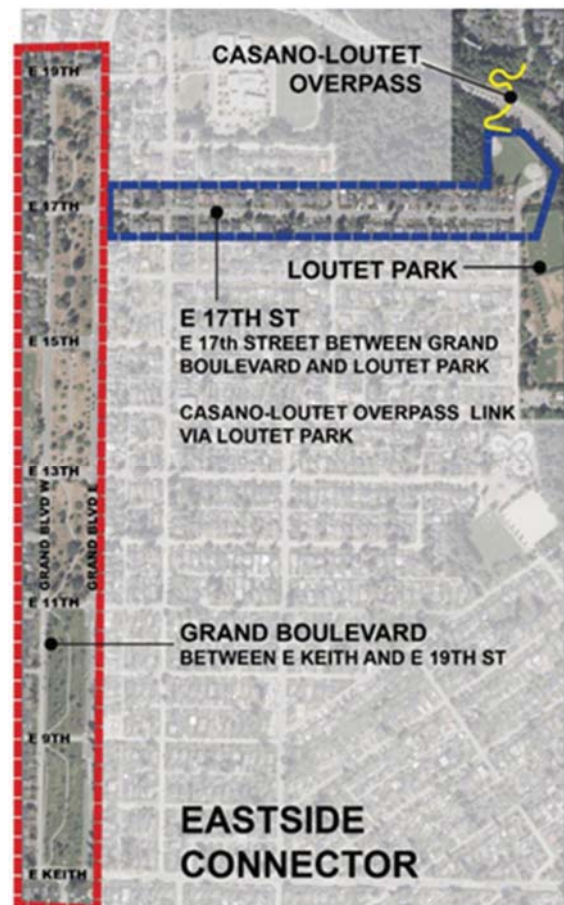 E 19TH
CASANO-LOUTET
OVERPASS
E 17TH
LOUTET PARK
E 17TH ST
E 17th STREET BETWEEN GRAND
BOULEVARD AND LOUTET PARK
E 15TH
CASANO-LOUTET OVERPASS LINK
VIA LOUTET PARK
E 13TH
GRAND BLVD W
GRAND BLVD E
E 11TH
GRAND BOULEVARD
BETWEEN E KEITH AND E 19TH ST
E 9TH
EASTSIDE
CONNECTOR
E KEITH